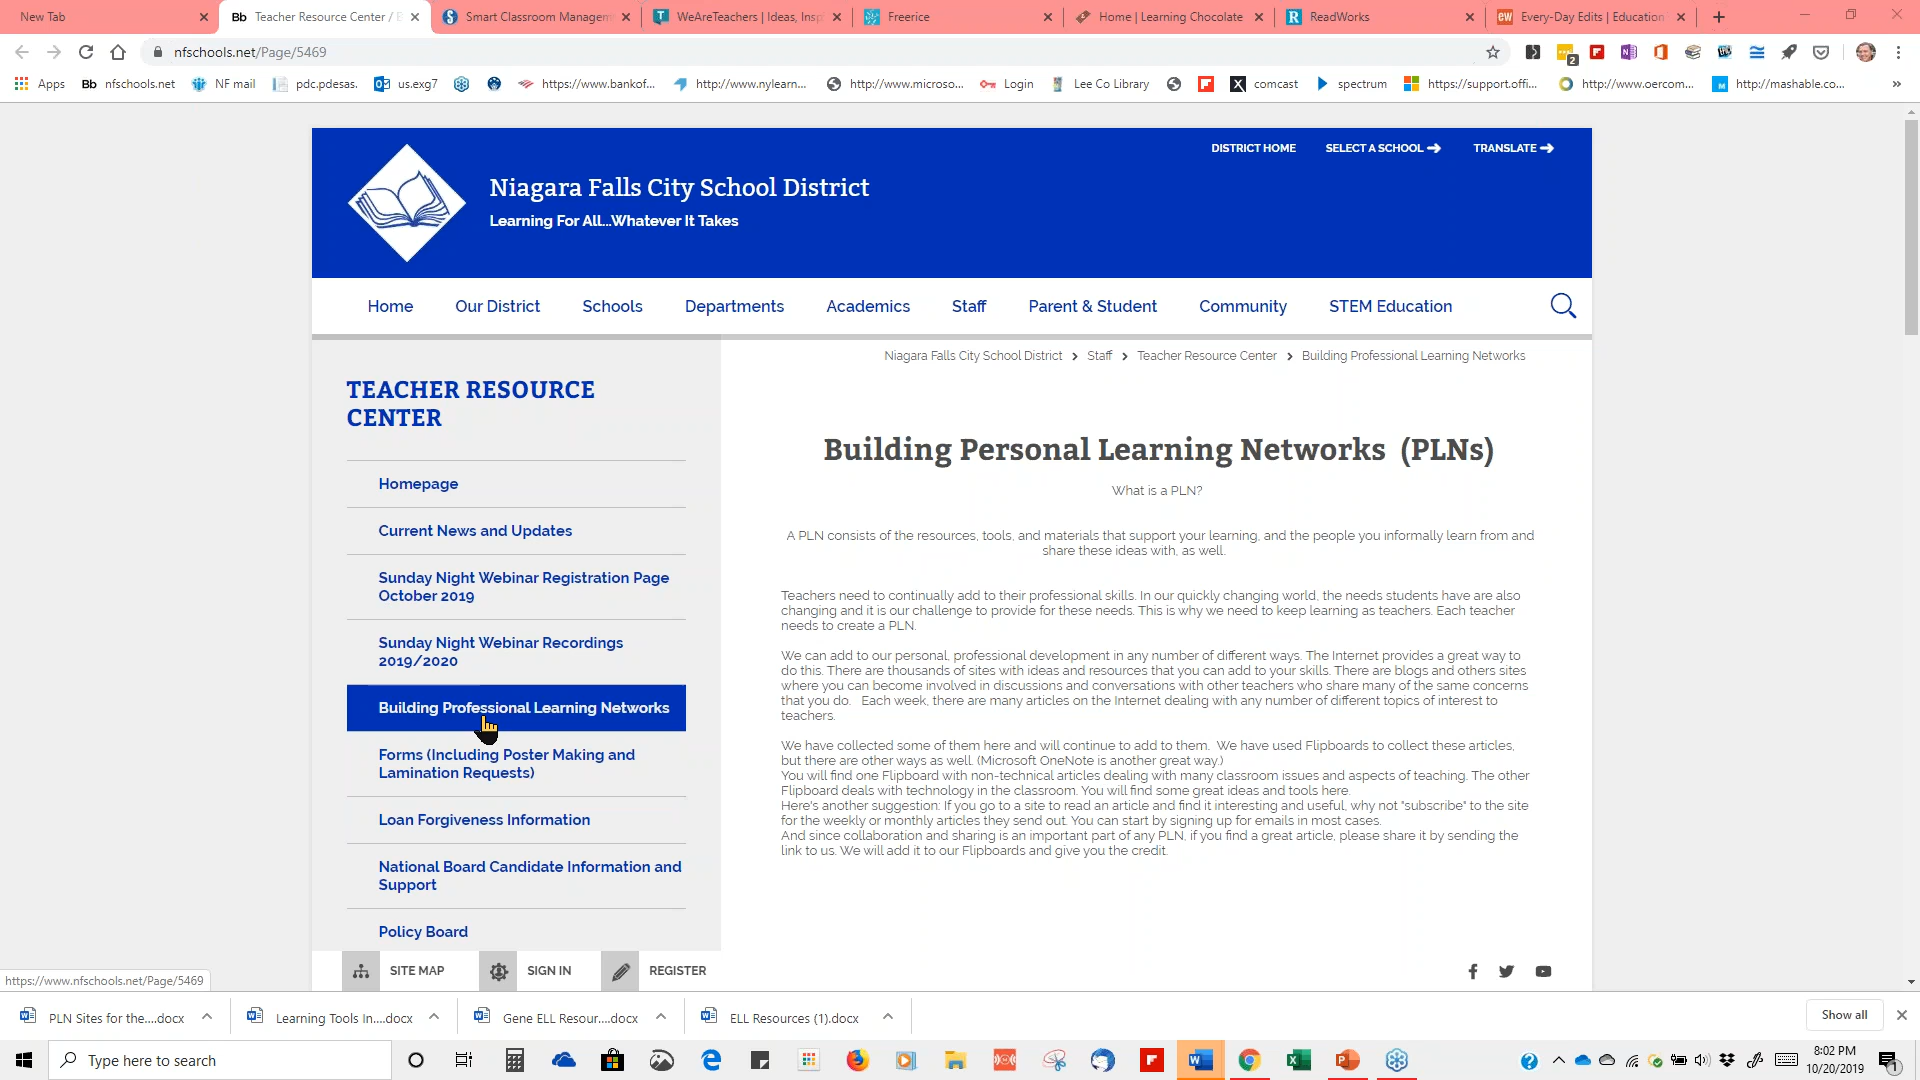 New Tab
Bb Teacher Resource Center / B
Smart Classroom Managem
WeAreTeachers | Ideas, Insp
Freerice
Home | Learning Chocolate
ReadWorks
Every-Day Edits | Education
nfschools.net/Page/5469
Apps
Bb nfschools.net
NF mail
pdc.pdesas.
us.exg7
https://www.bankof...
http://www.nylearn...
http://www.microso...
Login
Lee Co Library
comcast
spectrum
https://support.offi...
http://www.oercom...
http://mashable.co...
DISTRICT HOME
SELECT A SCHOOL
TRANSLATE
Niagara Falls City School District
Learning For All...Whatever It Takes
Home
Our District
Schools
Departments
Academics
Staff
Parent & Student
Community
STEM Education
Niagara Falls City School District > Staff > Teacher Resource Center > Building Professional Learning Networks
TEACHER RESOURCE
CENTER
Homepage
Current News and Updates
Sunday Night Webinar Registration Page
October 2019
Sunday Night Webinar Recordings
2019/2020
Building Professional Learning Networks
Forms (Including Poster Making and
Lamination Requests)
Loan Forgiveness Information
National Board Candidate Information and
Support
Policy Board
Building Personal Learning Networks (PLNs)
What is a PLN?
A PLN consists of the resources, tools, and materials that support your learning, and the people you informally learn from and
share these ideas with, as well.
Teachers need to continually add to their professional skills. In our quickly changing world, the needs students have are also
changing and it is our challenge to provide for these needs. This is why we need to keep learning as teachers. Each teacher
needs to create a PLN.
We can add to our personal, professional development in any number of different ways. The Internet provides a great way to
do this. There are thousands of sites with ideas and resources that you can add to your skills. There are blogs and others sites
where you can become involved in discussions and conversations with other teachers who share many of the same concerns
that you do. Each week, there are many articles on the Internet dealing with any number of different topics of interest to
teachers.
We have collected some of them here and will continue to add to them. We have used Flipboards to collect these articles,
but there are other ways as well. (Microsoft OneNote is another great way.)
You will find one Flipboard with non-technical articles dealing with many classroom issues and aspects of teaching. The other
Flipboard deals with technology in the classroom. You will find some great ideas and tools here.
Here's another suggestion: If you go to a site to read an article and find it interesting and useful, why not "subscribe" to the site
for the weekly or monthly articles they send out. You can start by signing up for emails in most cases.
And since collaboration and sharing is an important part of any PLN, if you find a great article, please share it by sending the
link to us. We will add it to our Flipboards and give you the credit.
SITE MAP
SIGN IN
REGISTER
https://www.nfschools.net/Page/5469
PLN Sites for the....docx
Learning Tools In....docx
Gene ELL Resour....docx
ELL Resources (1).docx
Show all
Type here to search
8:02 PM
10/20/2019